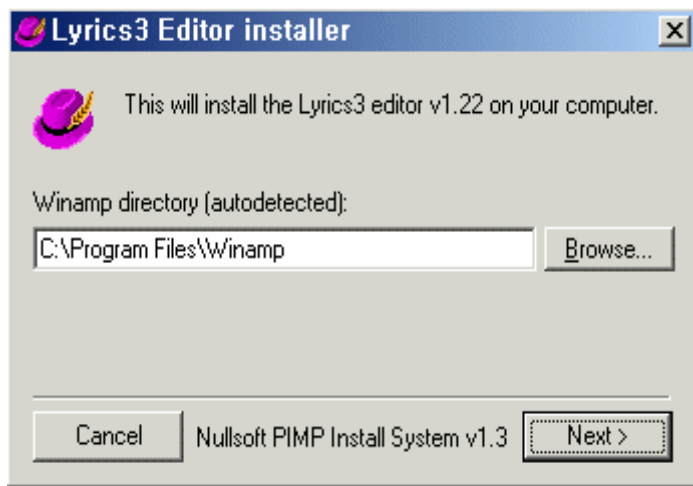 Lyrics3 Editor installer
This will install the Lyrics3 editor v1.22 on your computer.
Winamp directory (autodetected):
C:\Program Files\Winamp
Browse...
Cancel
Nullsoft PIMP Install System v1.3
Next >